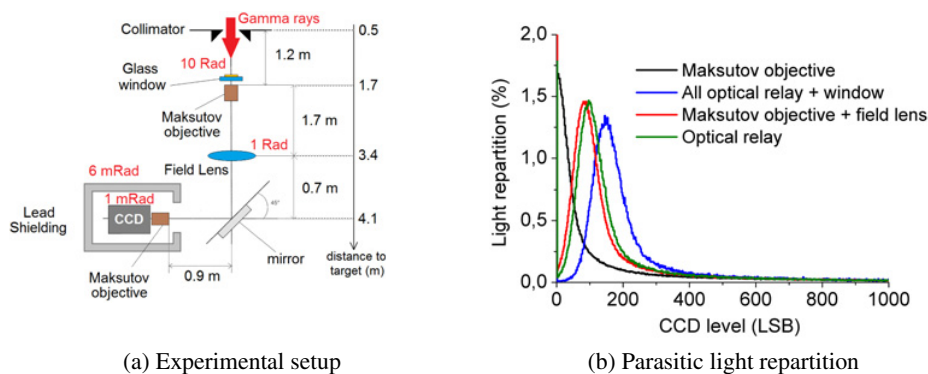 Gamma rays
Collimator
0.5
1.2 m
10 Rad
Glass
window
1.7
Maksutov
objective
1.7 m
1 Rad
3.4
Field Lens
6 mRad
0.7 m
1 mRad
45°
Lead
Shielding
CCD
4.1
mirror
distance to
target (m)
Maksutov
objective
0.9 m
(a) Experimental setup
Light repartition (%)
2,0
1,5
1,0
0,5
0,0
Maksutov objective
All optical relay + window
Maksutov objective + field lens
Optical relay
0 200 400 600 800 1000
CCD level (LSB)
(b) Parasitic light repartition